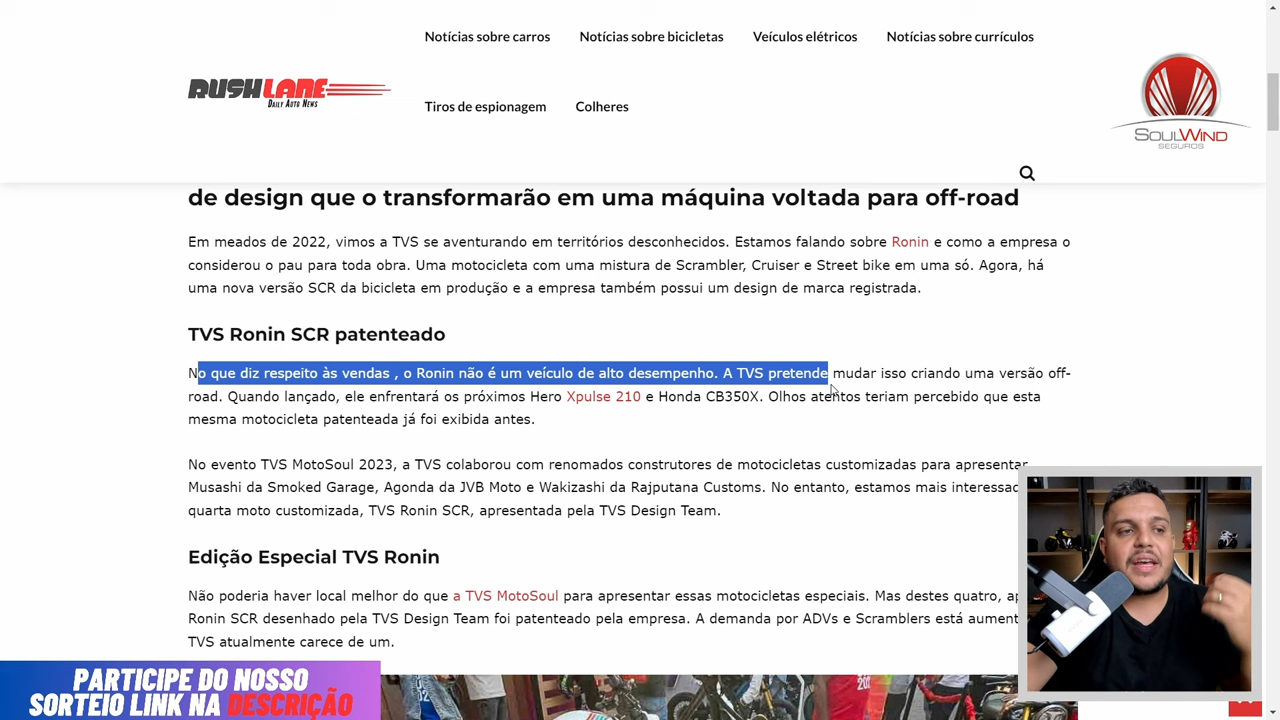 Notícias sobre carros
Notícias sobre bicicletas
Veículos elétricos
Notícias sobre currículos
RUSHLANE
DAILY AUTO NEWS
Tiros de espionagem
Colheres
SOULWIND
SEGUROS
de design que o transformarão em uma máquina voltada para off-road
Em meados de 2022, vimos a TVS se aventurando em territórios desconhecidos. Estamos falando sobre Ronin e como a empresa o
considerou o pau para toda obra. Uma motocicleta com uma mistura de Scrambler, Cruiser e Street bike em uma só. Agora, há
uma nova versão SCR da bicicleta em produção e a empresa também possui um design de marca registrada.
TVS Ronin SCR patenteado
No que diz respeito às vendas , o Ronin não é um veículo de alto desempenho. A TVS pretende mudar isso criando uma versão off-
road. Quando lançado, ele enfrentará os próximos Hero Xpulse 210 e Honda CB350X. Olhos atentos teriam percebido que esta
mesma motocicleta patenteada já foi exibida antes.
No evento TVS MotoSoul 2023, a TVS colaborou com renomados construtores de motocicletas customizadas para apresentar
Musashi da Smoked Garage, Agonda da JVB Moto e Wakizashi da Rajputana Customs. No entanto, estamos mais interessad
quarta moto customizada, TVS Ronin SCR, apresentada pela TVS Design Team.
Edição Especial TVS Ronin
Não poderia haver local melhor do que a TVS MotoSoul para apresentar essas motocicletas especiais. Mas destes quatro, ap
Ronin SCR desenhado pela TVS Design Team foi patenteado pela empresa. A demanda por ADVs e Scramblers está aument
TVS atualmente carece de um.
PARTICIPE DO NOSSO
SORTEIO LINK NA DESCRIÇÃO